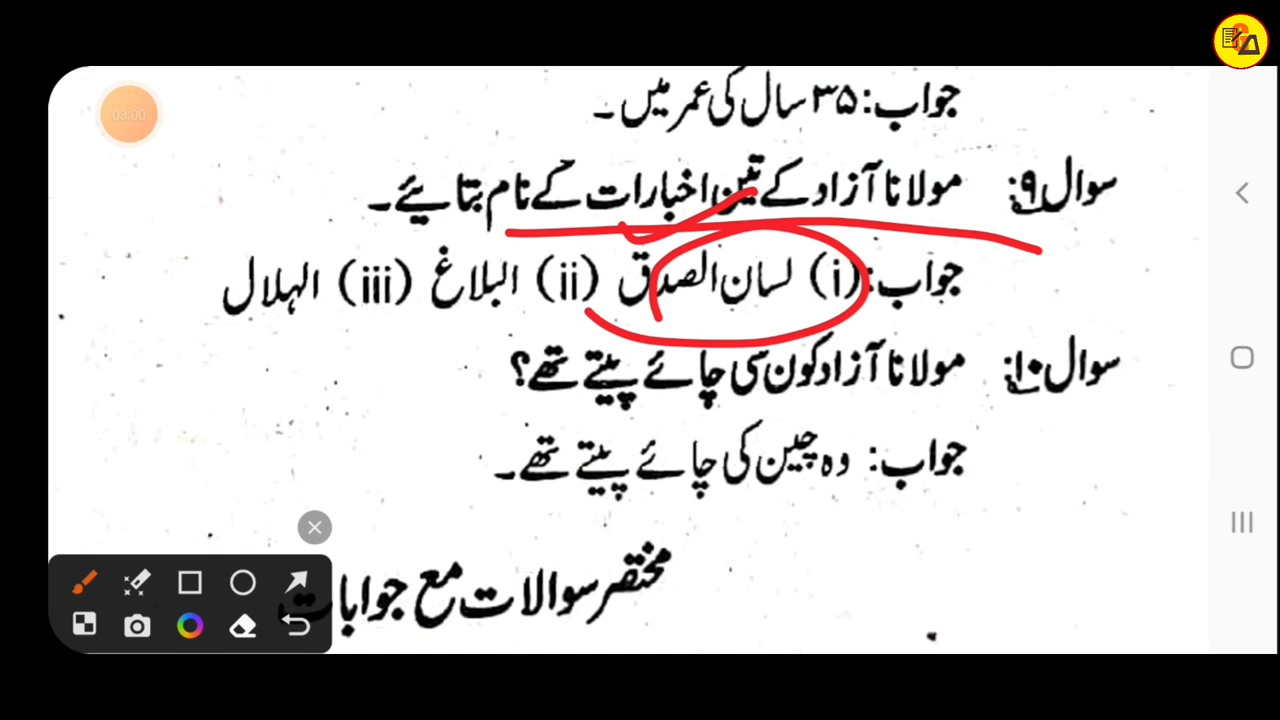 03:00
جواب: ۳۵ سال کی عمر میں۔
سوال ۹: مولانا آزاد کے تین اخبارات کے نام بتائیے۔
جواب: (i) لسان الصدق (ii) البلاغ (iii) الہلال
سوال ۱۰: مولانا آزاد کون سی چائے پیتے تھے؟
جواب: وہ چین کی چائے پیتے تھے۔
مختصر سوالات مع جوابات